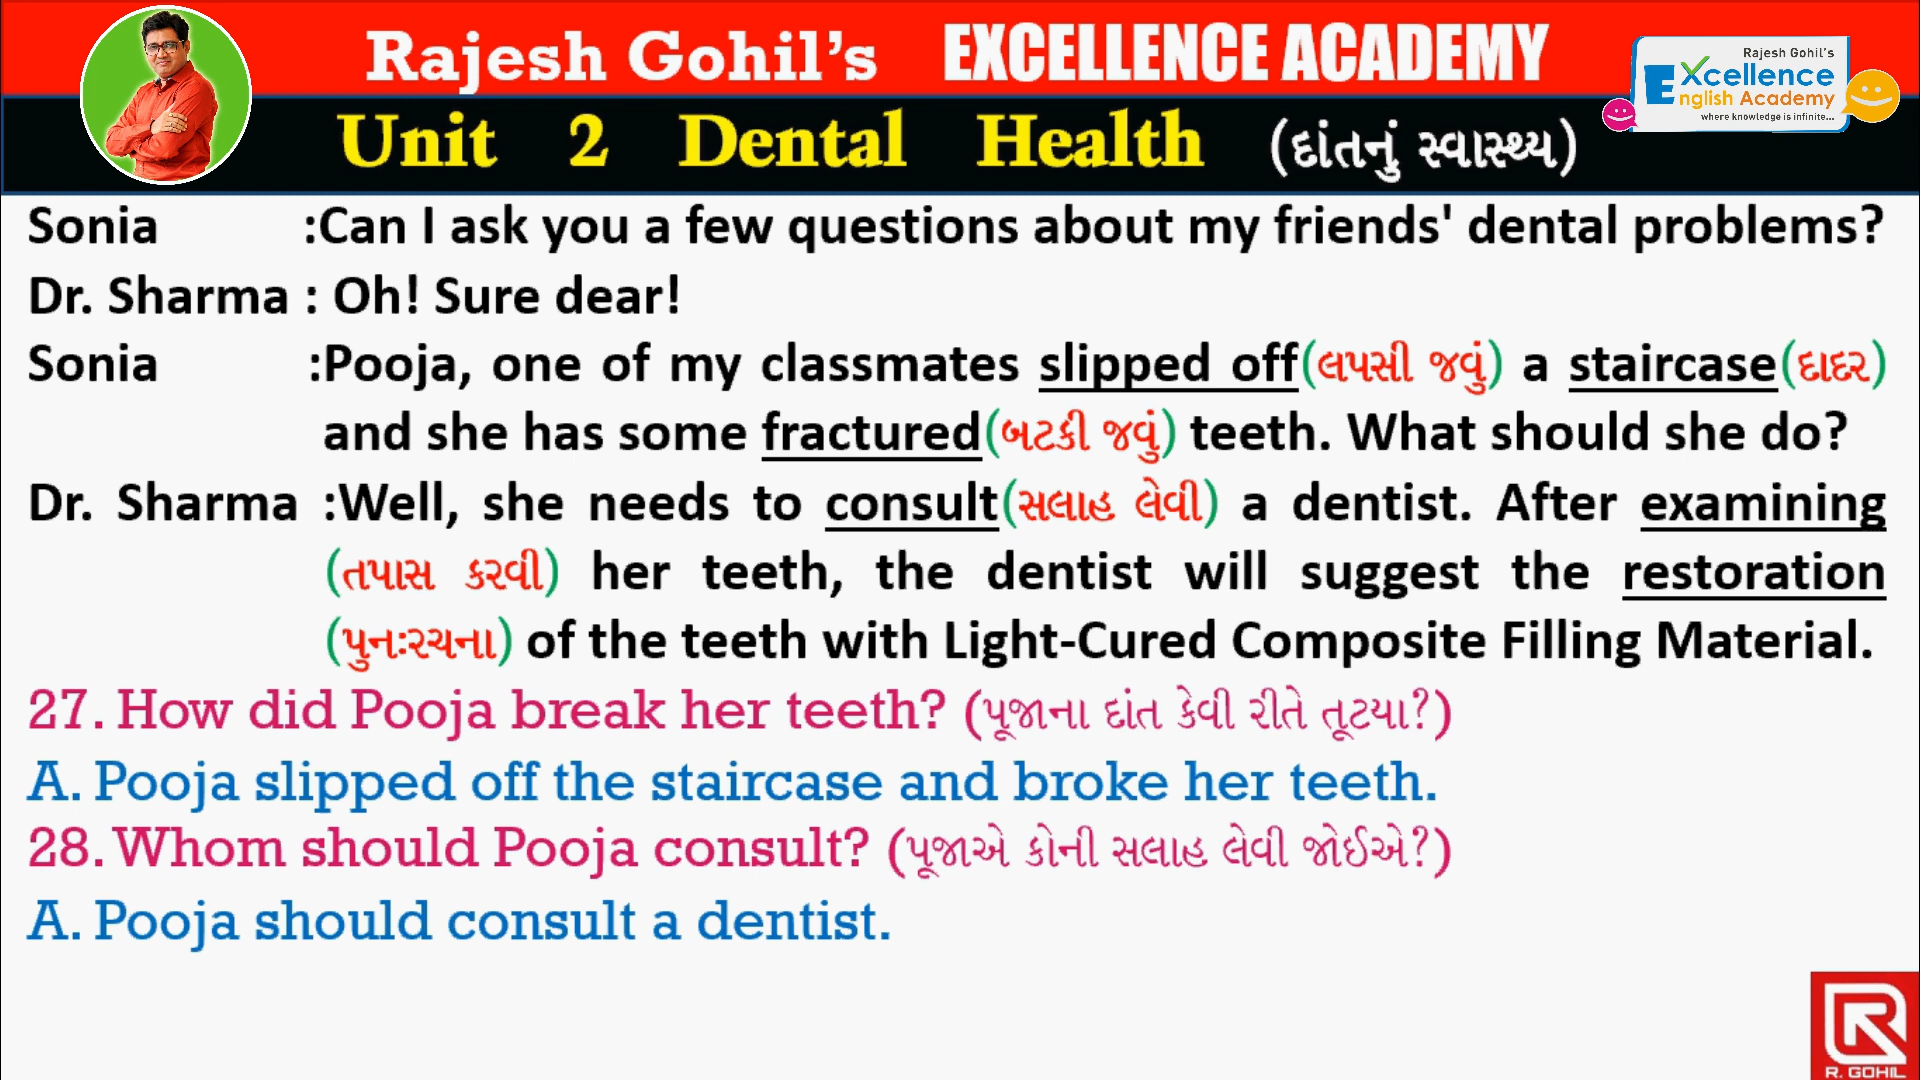 Rajesh Gohil's EXCELLENCE ACADEMY
Rajesh Gohil's
Excellence
English Academy
where knowledge is infinite...
Unit 2 Dental Health (દાંતનું સ્વાસ્થ્ય)
Sonia :Can I ask you a few questions about my friends' dental problems?
Dr. Sharma : Oh! Sure dear!
Sonia :Pooja, one of my classmates slipped off(લપસી જવું) a staircase(દાદર)
and she has some fractured(બટકી જવું) teeth. What should she do?
Dr. Sharma :Well, she needs to consult(સલાહ લેવી) a dentist. After examining
(તપાસ કરવી) her teeth, the dentist will suggest the restoration
(પુનઃરચના) of the teeth with Light-Cured Composite Filling Material.
27. How did Pooja break her teeth? (પૂજાના દાંત કેવી રીતે તૂટયા?)
A. Pooja slipped off the staircase and broke her teeth.
28. Whom should Pooja consult? (પૂજાએ કોની સલાહ લેવી જોઈએ?)
A. Pooja should consult a dentist.
R. GOHIL